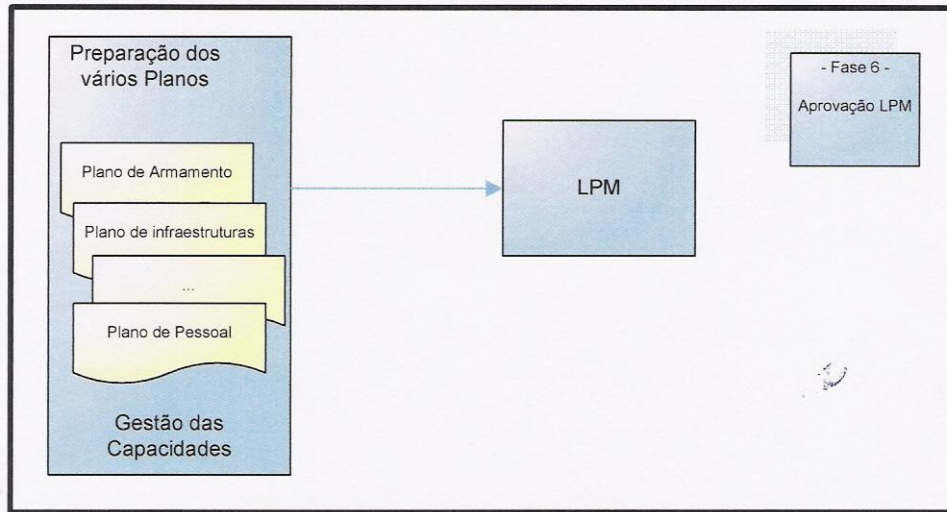 Preparação dos
vários Planos
Plano de Armamento
Plano de infraestruturas
...
Plano de Pessoal
Gestão das
Capacidades
LPM
- Fase 6 -
Aprovação LPM